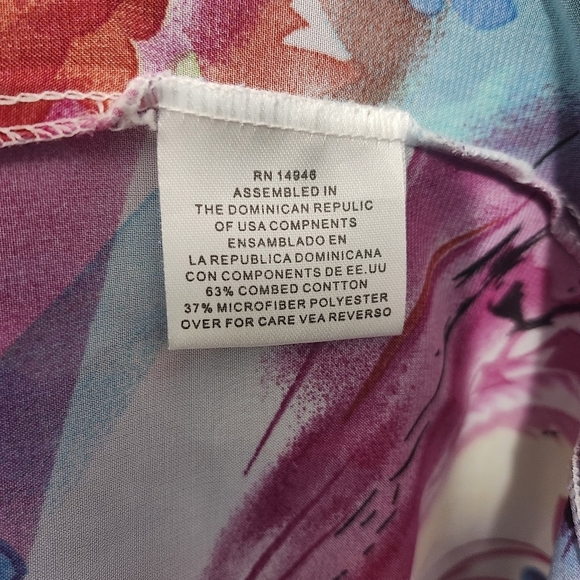 RN 14946
ASSEMBLED IN
THE DOMINICAN REPUBLIC
OF USA COMPNENTS
ENSAMBLADO EN
LA REPUBLICA DOMINICANA
CON COMPONENTS DE EE.UU
63% COMBED CONTTON
37% MICROFIBER POLYESTER
OVER FOR CARE VEA REVERSO